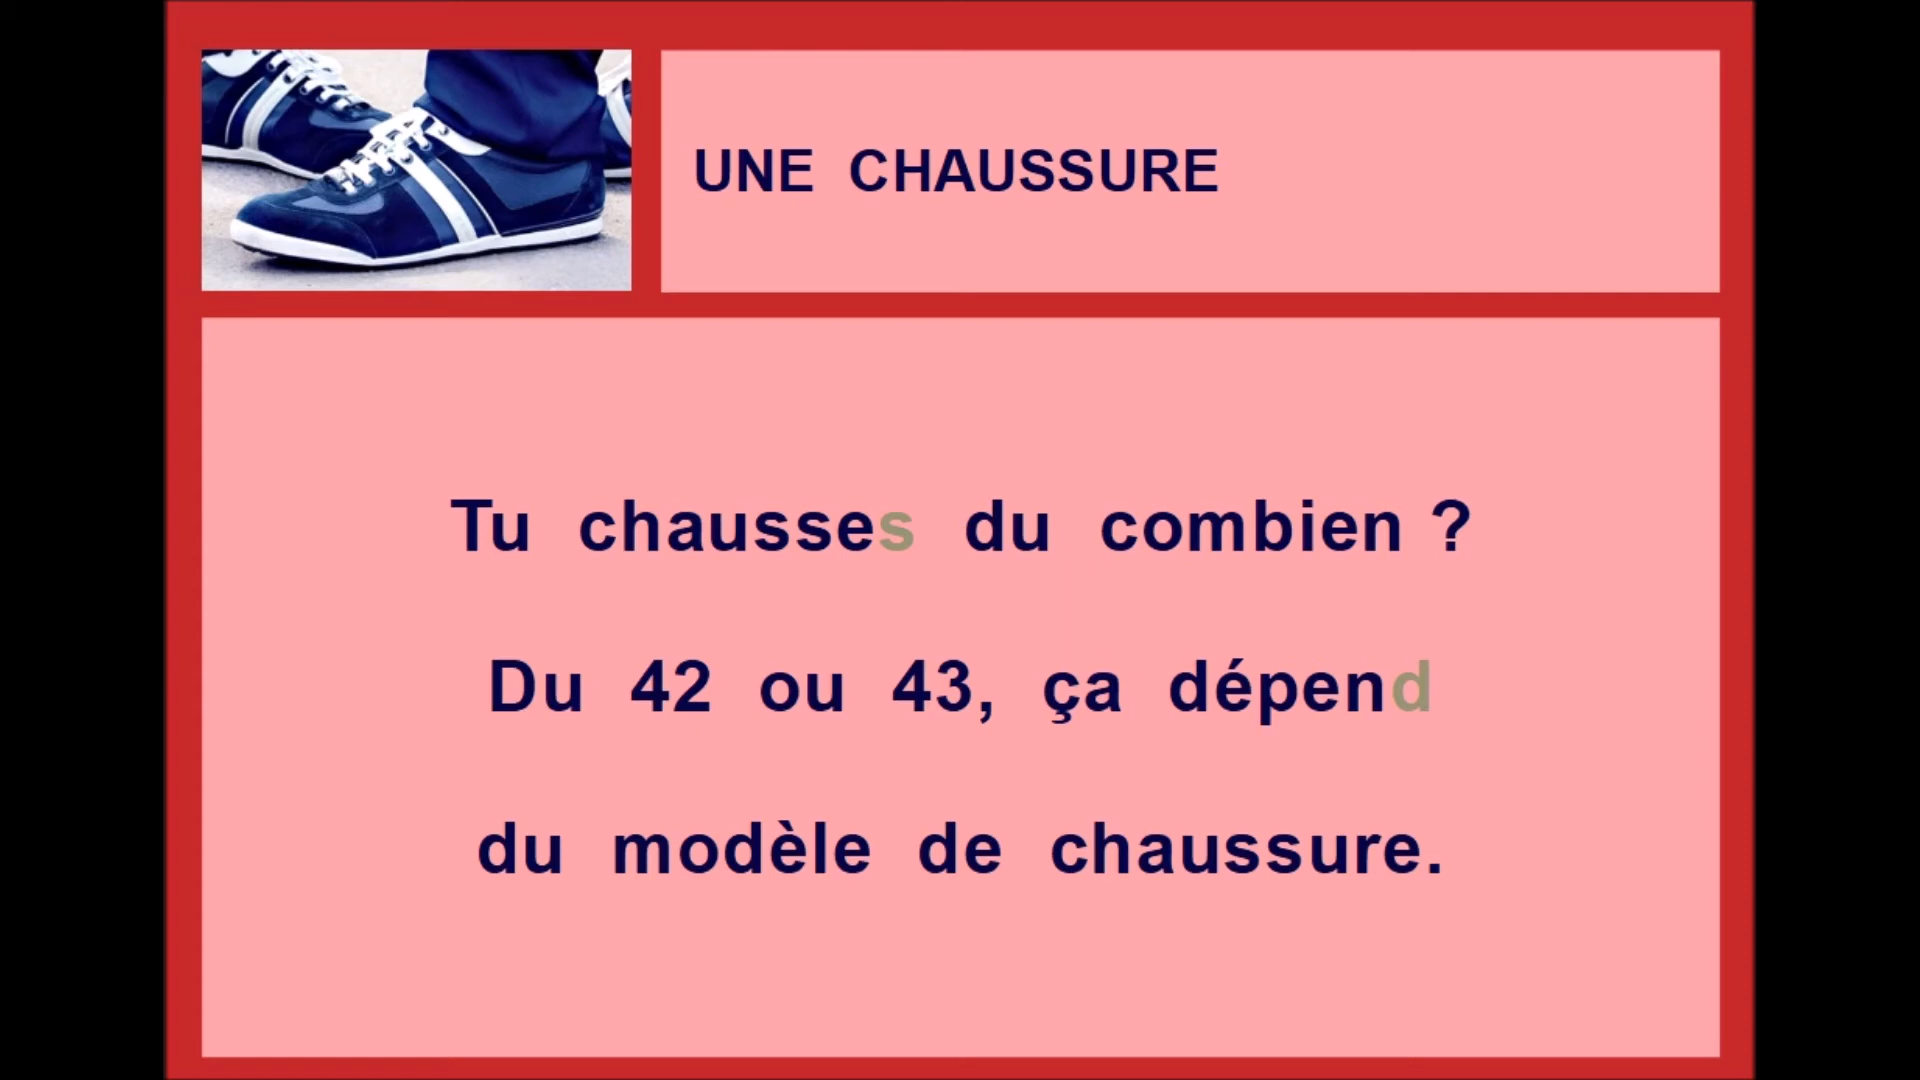 UNE CHAUSSURE
Tu chausses du combien ?
Du 42 ou 43, ça dépend
du modèle de chaussure.